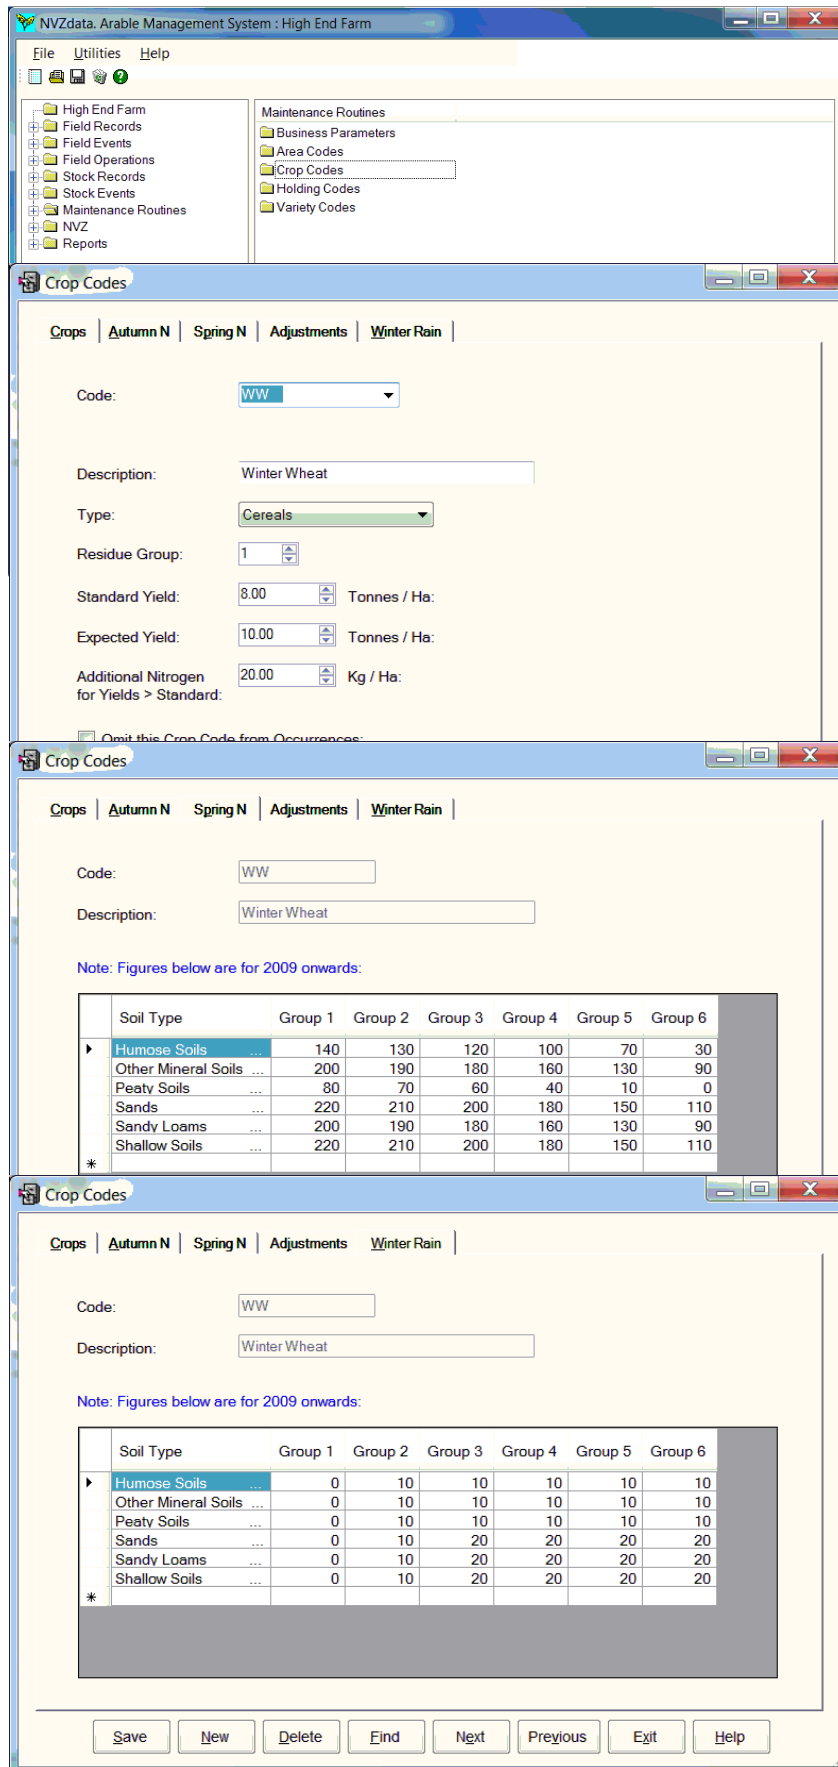 NVZdata. Arable Management System : High End Farm
File Utilities Help
High End Farm
Field Records
Field Events
Field Operations
Stock Records
Stock Events
Maintenance Routines
NVZ
Reports
Maintenance Routines
Business Parameters
Area Codes
Crop Codes
Holding Codes
Variety Codes
Crop Codes
Crops Autumn N Spring N Adjustments Winter Rain
Code: WW
Description: Winter Wheat
Type: Cereals
Residue Group: 1
Standard Yield: 8.00 Tonnes / Ha:
Expected Yield: 10.00 Tonnes / Ha:
Additional Nitrogen 20.00 Kg / Ha:
for Yields > Standard:
Omit this Crop Code from Occurrences:
Crop Codes
Crops Autumn N Spring N Adjustments Winter Rain
Code: WW
Description: Winter Wheat
Note: Figures below are for 2009 onwards:
Soil Type Group 1 Group 2 Group 3 Group 4 Group 5 Group 6
Humose Soils ... 140 130 120 100 70 30
Other Mineral Soils ... 200 190 180 160 130 90
Peaty Soils ... 80 70 60 40 10 0
Sands ... 220 210 200 180 150 110
Sandy Loams ... 200 190 180 160 130 90
Shallow Soils ... 220 210 200 180 150 110
Crop Codes
Crops Autumn N Spring N Adjustments Winter Rain
Code: WW
Description: Winter Wheat
Note: Figures below are for 2009 onwards:
Soil Type Group 1 Group 2 Group 3 Group 4 Group 5 Group 6
Humose Soils ... 0 10 10 10 10 10
Other Mineral Soils ... 0 10 10 10 10 10
Peaty Soils ... 0 10 10 10 10 10
Sands ... 0 10 20 20 20 20
Sandy Loams ... 0 10 20 20 20 20
Shallow Soils ... 0 10 20 20 20 20
Save New Delete Find Next Previous Exit Help